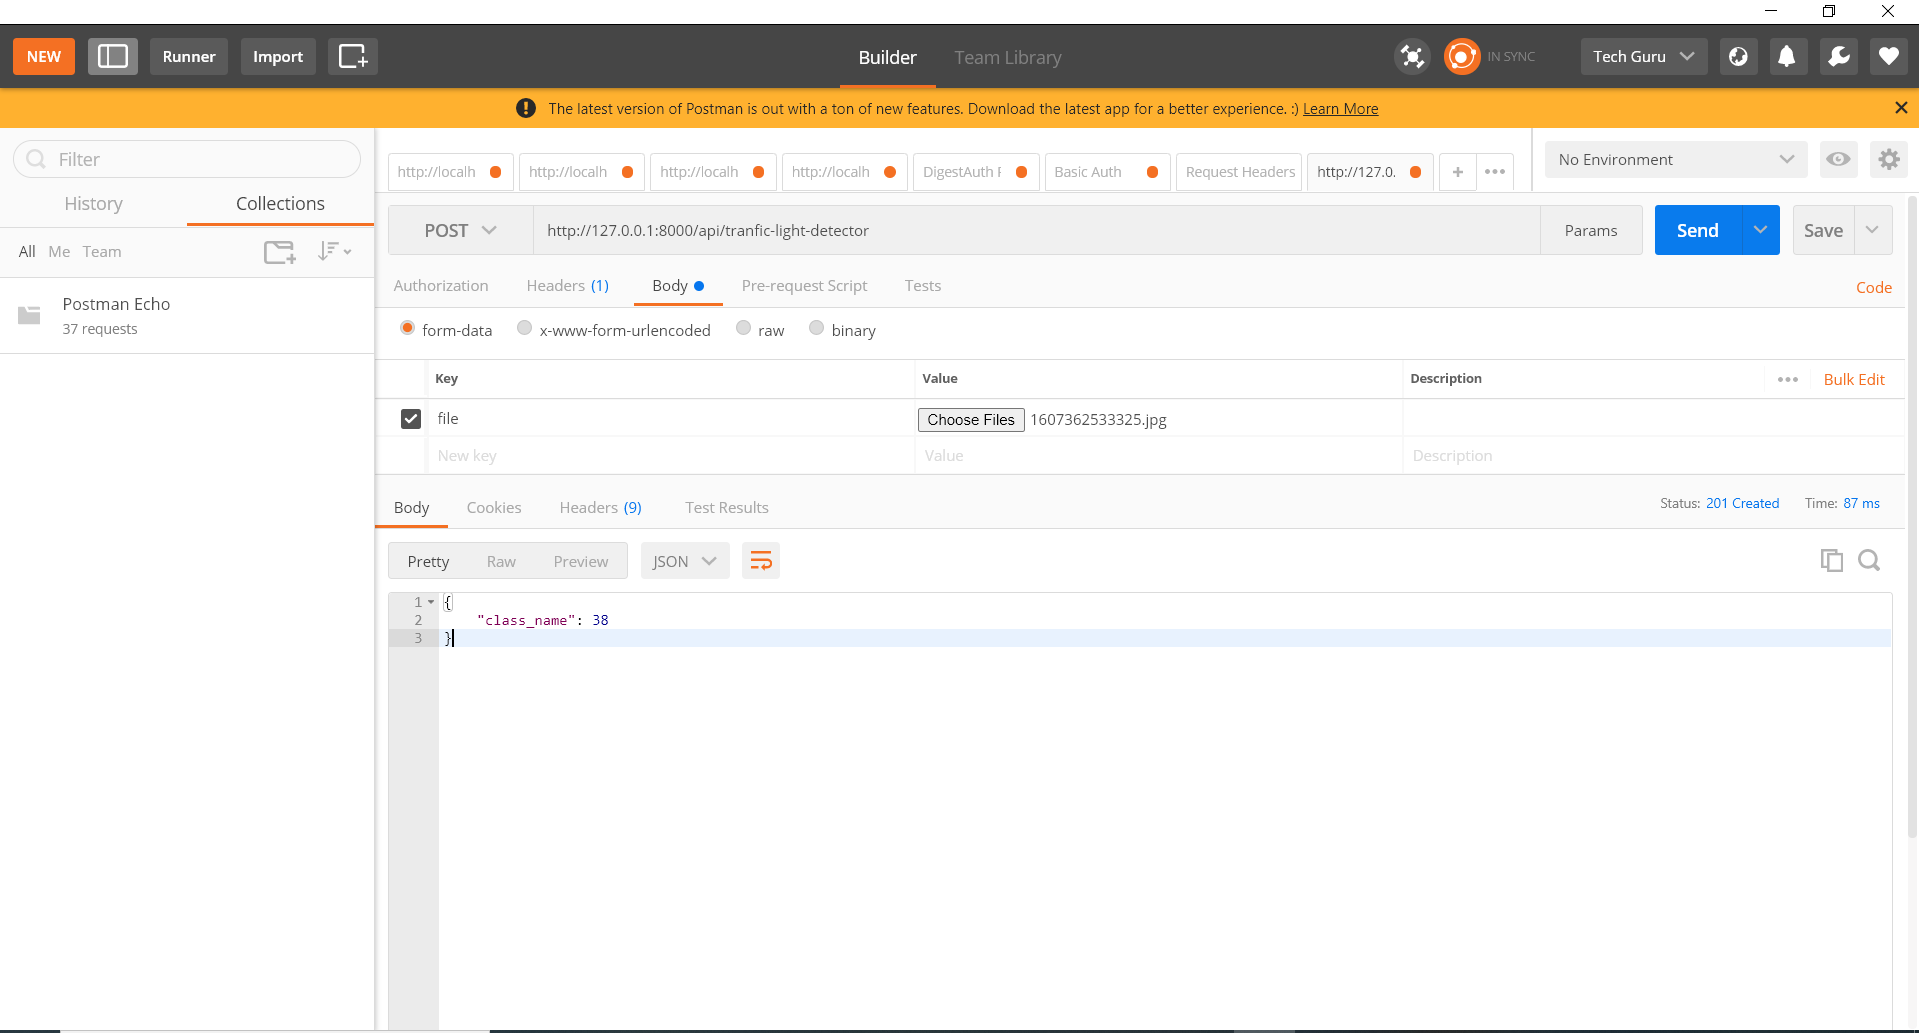 NEW Runner Import Builder Team Library IN SYNC Tech Guru
The latest version of Postman is out with a ton of new features. Download the latest app for a better experience. :) Learn More
Filter
History Collections
All Me Team
Postman Echo
37 requests
http://localh http://localh http://localh http://localh DigestAuth Basic Auth Request Headers http://127.0. + No Environment
POST http://127.0.0.1:8000/api/tranfic-light-detector Params Send Save
Authorization Headers (1) Body Pre-request Script Tests Code
form-data x-www-form-urlencoded raw binary
Key Value Description Bulk Edit
file Choose Files 1607362533325.jpg
New key Value Description
Body Cookies Headers (9) Test Results Status: 201 Created Time: 87 ms
Pretty Raw Preview JSON
1 {
2 "class_name": 38
3 }